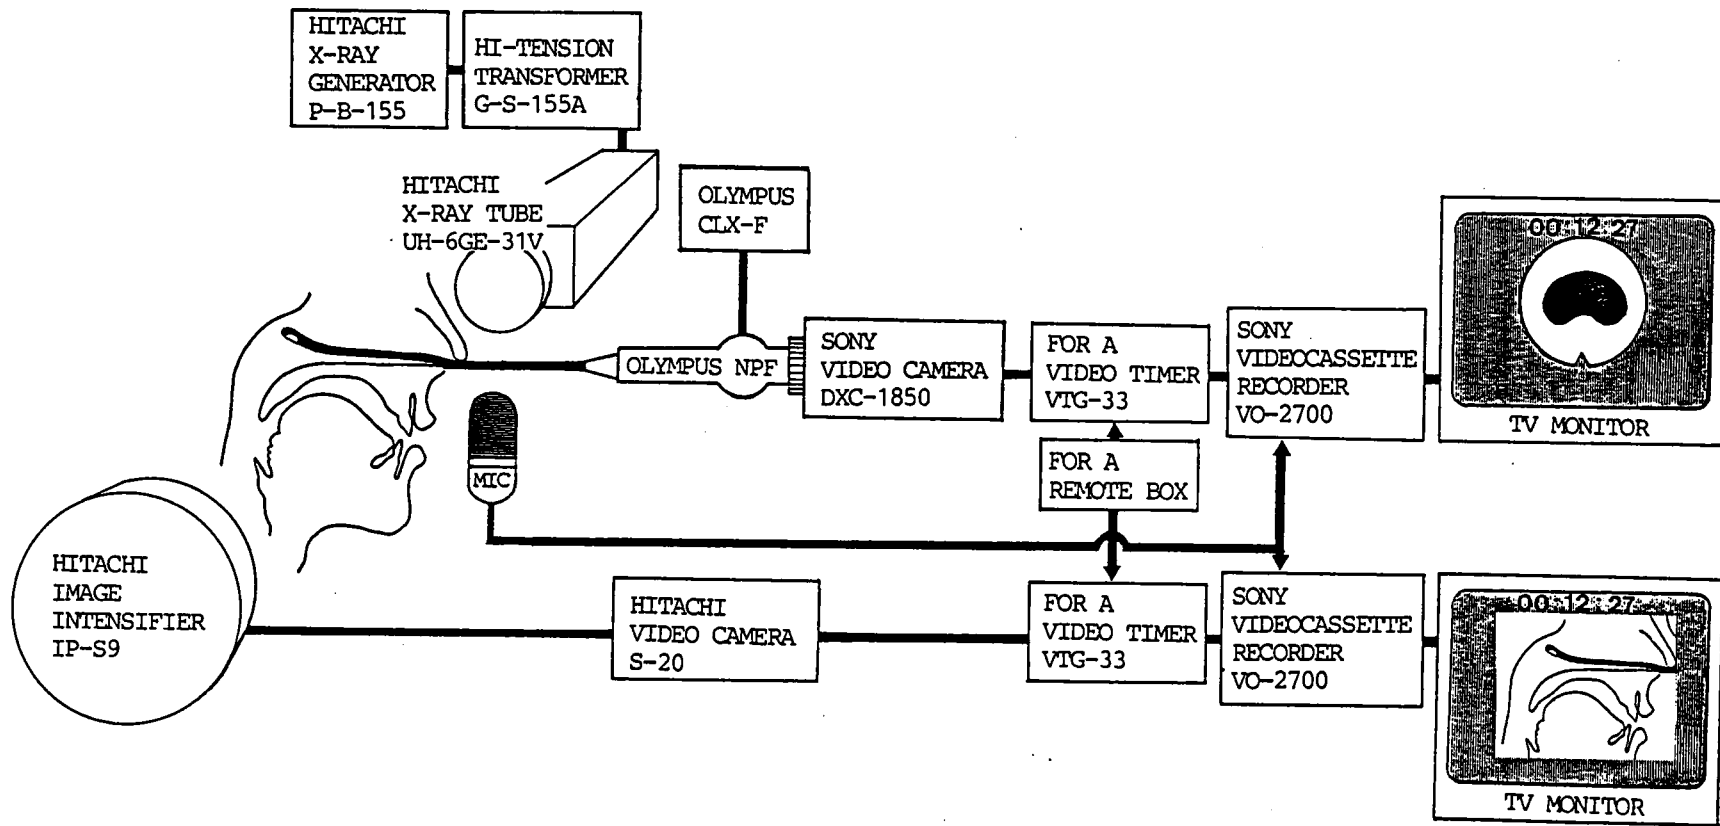 HITACHI
X-RAY
GENERATOR
P-B-155
HI-TENSION
TRANSFORMER
G-S-155A
HITACHI
X-RAY TUBE
UH-6GE-31V
OLYMPUS
CLX-F
OLYMPUS NPF
SONY
VIDEO CAMERA
DXC-1850
FOR A
VIDEO TIMER
VTG-33
SONY
VIDEOCASSETTE
RECORDER
VO-2700
00 12 27
TV MONITOR
MIC
FOR A
REMOTE BOX
HITACHI
IMAGE
INTENSIFIER
IP-S9
HITACHI
VIDEO CAMERA
S-20
FOR A
VIDEO TIMER
VTG-33
SONY
VIDEOCASSETTE
RECORDER
VO-2700
00 12 27
TV MONITOR